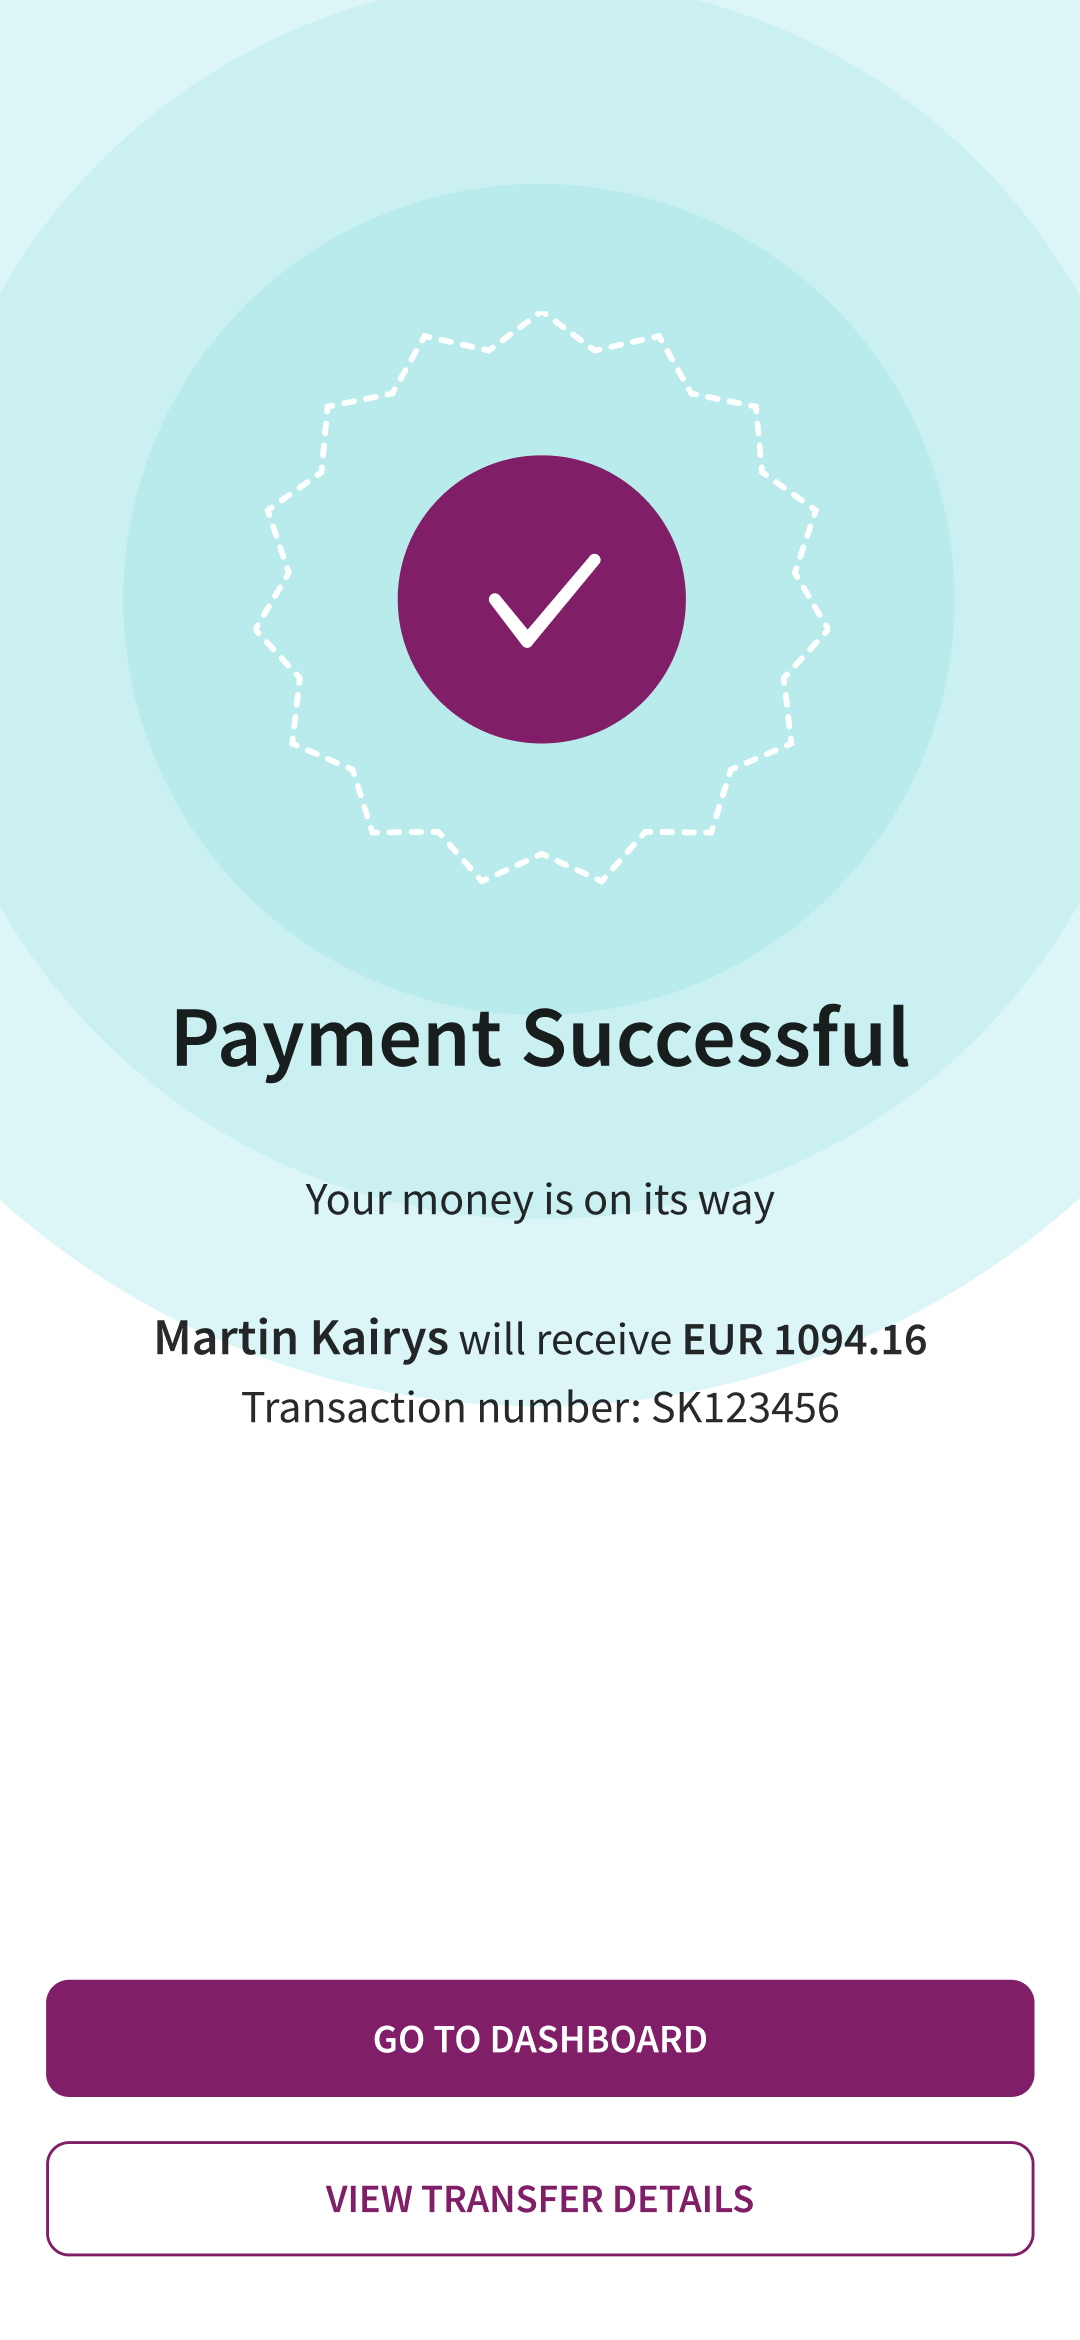 Payment Successful
Your money is on its way
Martin Kairys will receive EUR 1094.16
Transaction number: SK123456
GO TO DASHBOARD
VIEW TRANSFER DETAILS